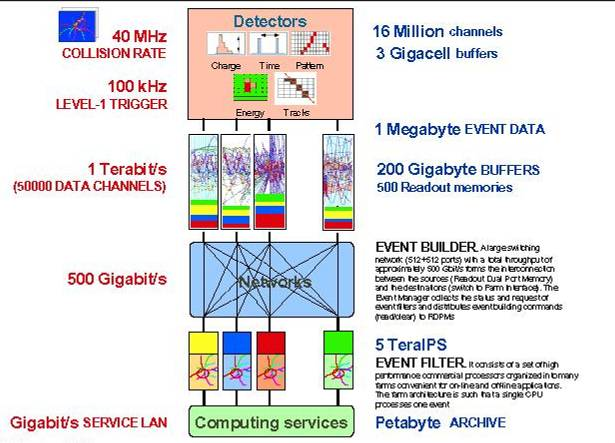 Detectors
40 MHz
COLLISION RATE
16 Million channels
3 Gigacell buffers
Charge Time Pattern
100 kHz
LEVEL-1 TRIGGER
Energy Tracks
1 Megabyte EVENT DATA
1 Terabit/s
(50000 DATA CHANNELS)
200 Gigabyte BUFFERS
500 Readout memories
500 Gigabit/s
Networks
EVENT BUILDER. A large switching
network (512+512 ports) with a total throughput of
approximately 500 Gbit/s forms the interconnection
between the sources (Readout Dual Port Memory)
and the destinations (switch to Farm Interface). The
Event Manager collects the status and request of
event filters and distributes event building commands
(read/clear) to RDPMs
5 TeraIPS
EVENT FILTER. It consists of a set of high
performance commercial processors organized into many
farms convenient for on-line and offline applications.
The farm architecture is such that a single CPU
processes one event
Gigabit/s SERVICE LAN
Computing services
Petabyte ARCHIVE